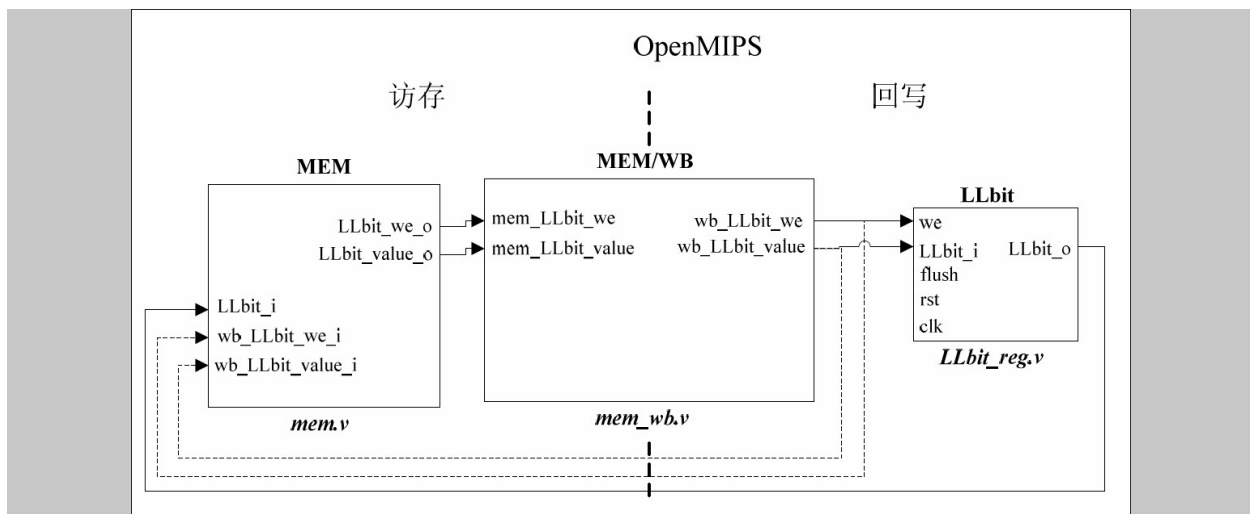 OpenMIPS
访存
回写
MEM
MEM/WB
LLbit
LLbit_we_o
LLbit_value_o
LLbit_i
wb_LLbit_we_i
wb_LLbit_value_i
mem.v
mem_LLbit_we
mem_LLbit_value
wb_LLbit_we
wb_LLbit_value
mem_wb.v
we
LLbit_i
flush
rst
clk
LLbit_o
LLbit_reg.v